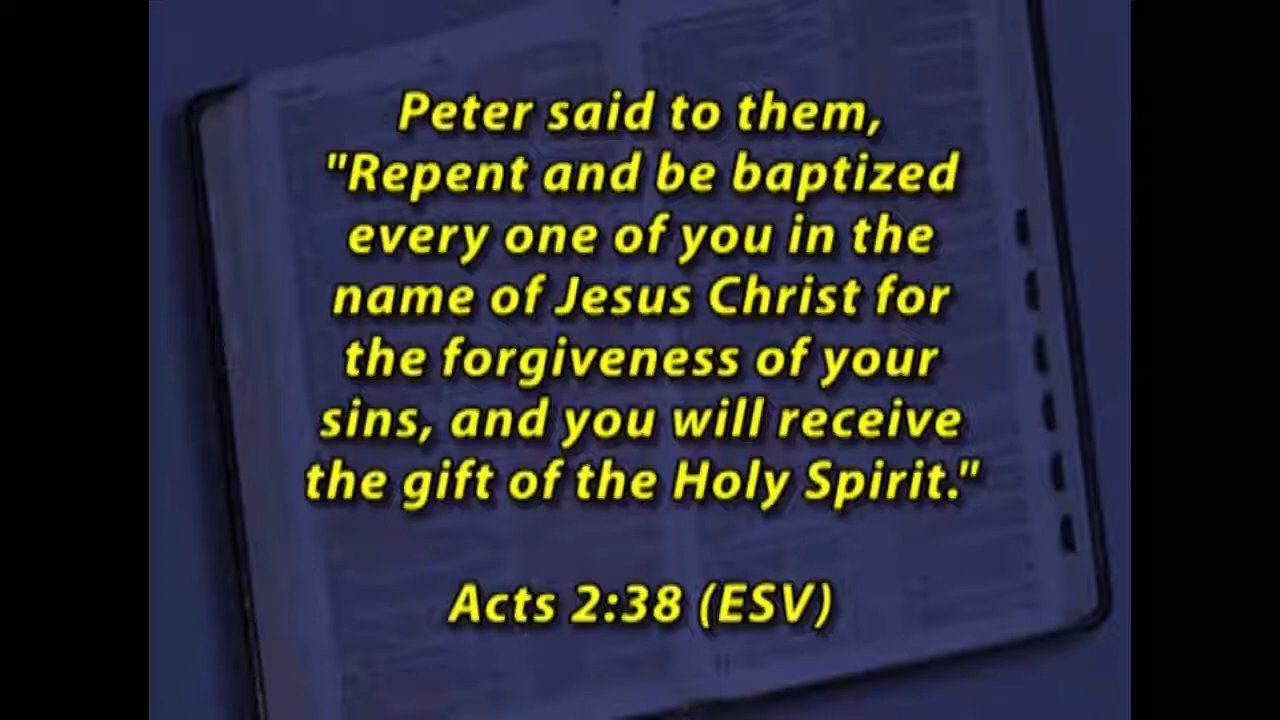 Peter said to them,
"Repent and be baptized
every one of you in the
name of Jesus Christ for
the forgiveness of your
sins, and you will receive
the gift of the Holy Spirit."
Acts 2:38 (ESV)